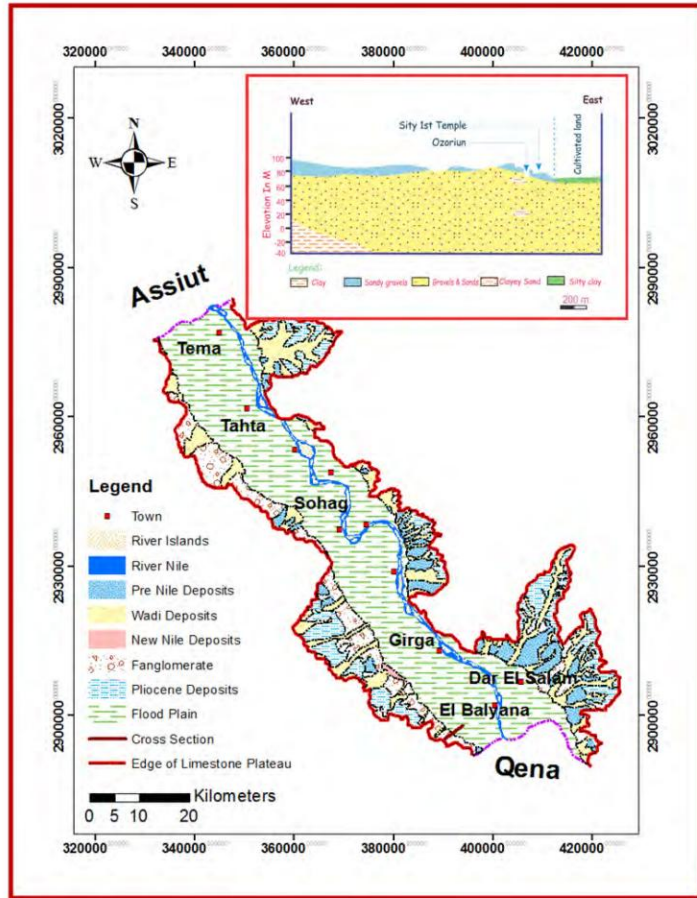 320000 340000 360000 380000 400000 420000
3020000
2990000
2960000
2930000
2900000
3020000
2990000
2960000
2930000
2900000
N
W E
S
West East
Sity 1st Temple
Ozoriun
Cultivated land
Elevation In M
100
80
60
40
20
0
-20
-40
Legend:
Clay Sandy gravels Gravels & Sands Clayey Sand Silty clay
200 m
Assiut
Tema
Tahta
Sohag
Girga
Dar EL Salam
El Balyana
Qena
Legend
Town
River Islands
River Nile
Pre Nile Deposits
Wadi Deposits
New Nile Deposits
Fanglomerate
Pliocene Deposits
Flood Plain
Cross Section
Edge of Limestone Plateau
Kilometers
0 5 10 20
320000 340000 360000 380000 400000 420000